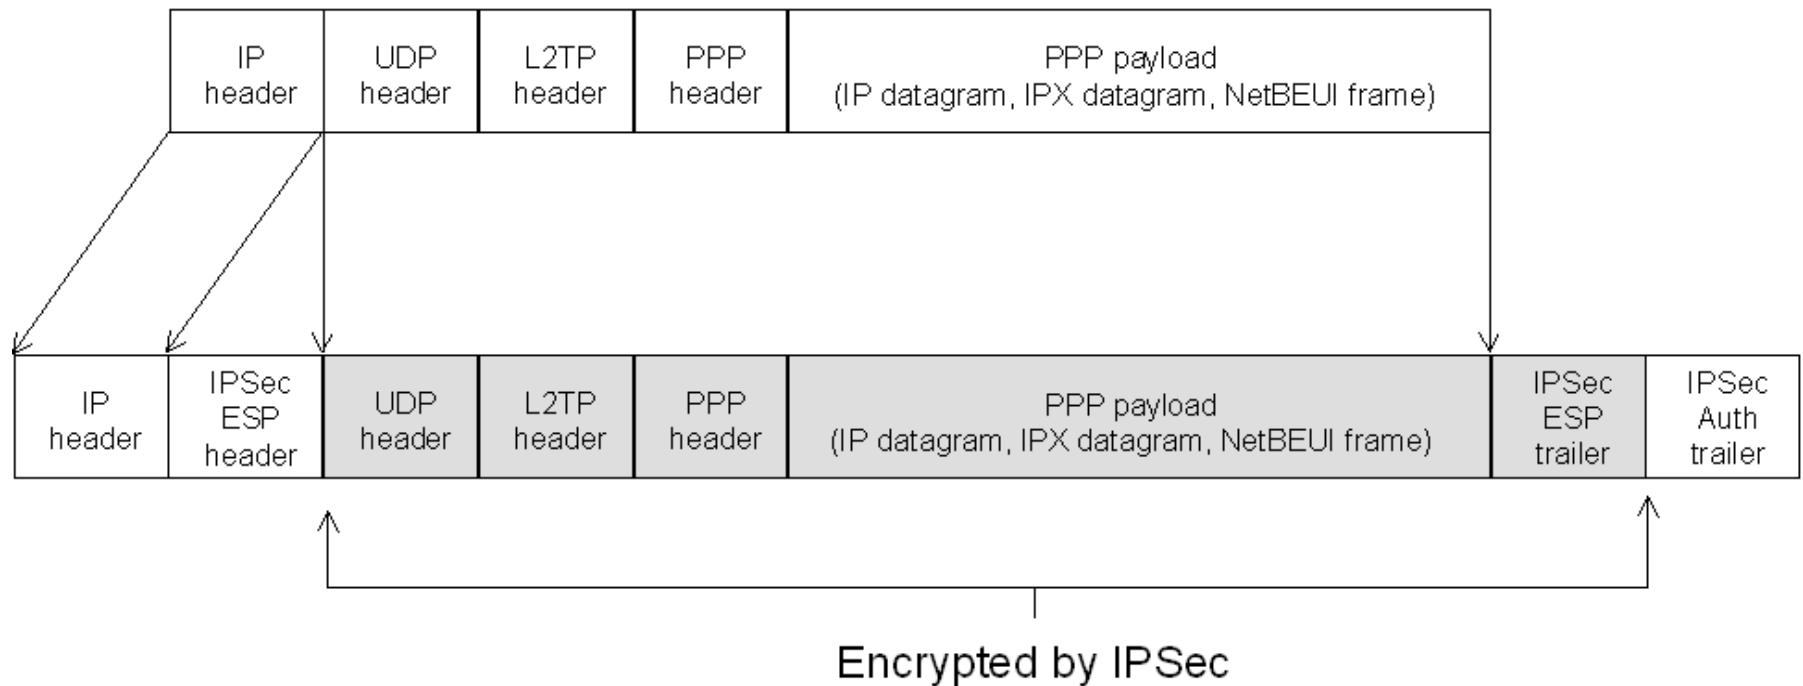 IP
header
UDP
header
L2TP
header
PPP
header
PPP payload
(IP datagram, IPX datagram, NetBEUI frame)
IP
header
IPSec
ESP
header
UDP
header
L2TP
header
PPP
header
PPP payload
(IP datagram, IPX datagram, NetBEUI frame)
IPSec
ESP
trailer
IPSec
Auth
trailer
Encrypted by IPSec